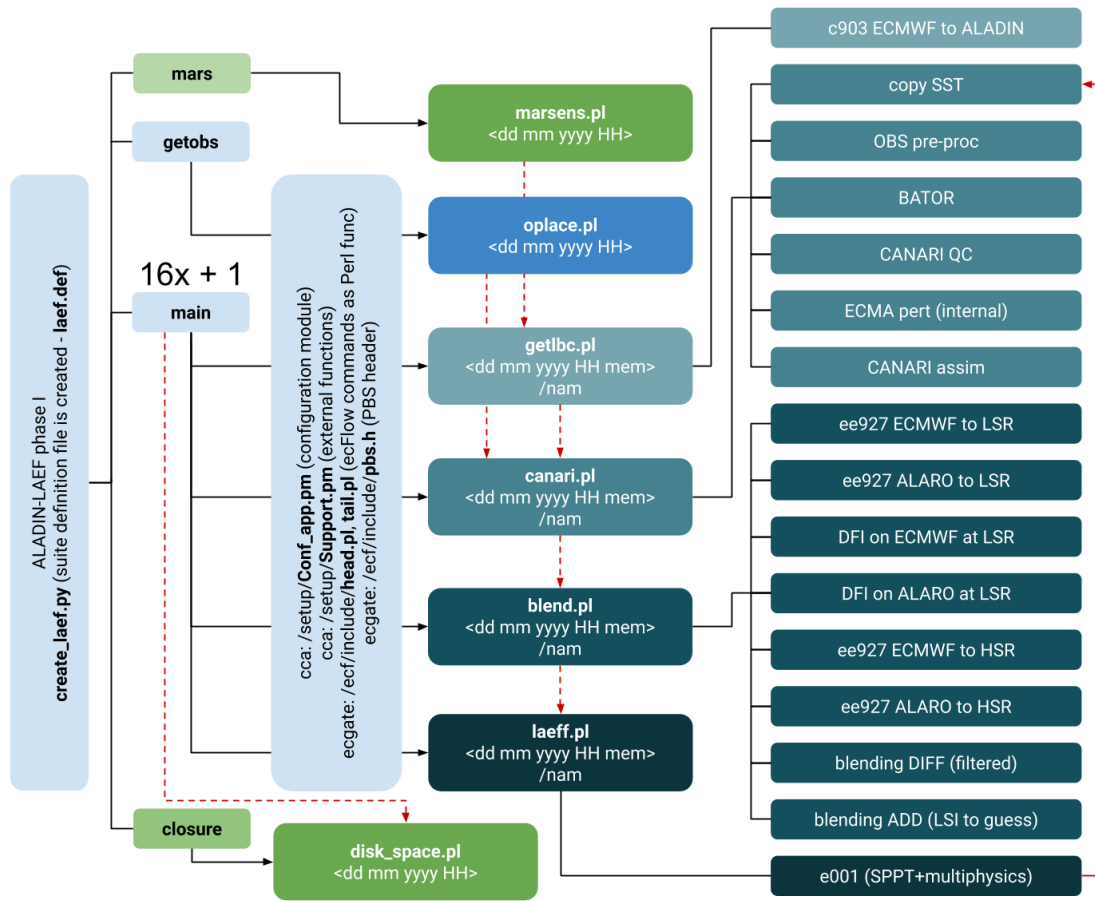 ALADIN-LAEF phase I
create_laef.py (suite definition file is created - laef.def)
mars
getobs
16x + 1
main
closure
cca: /setup/Conf_app.pm (configuration module)
cca: /setup/Support.pm (external functions)
ecgate: /ecf/include/head.pl, tail.pl (ecFlow commands as Perl func)
ecgate: /ecf/include/pbs.h (PBS header)
marsens.pl
<dd mm yyyy HH>
oplace.pl
<dd mm yyyy HH>
getlbc.pl
<dd mm yyyy HH mem>
/nam
canari.pl
<dd mm yyyy HH mem>
/nam
blend.pl
<dd mm yyyy HH mem>
/nam
laeff.pl
<dd mm yyyy HH mem>
/nam
disk_space.pl
<dd mm yyyy HH>
c903 ECMWF to ALADIN
copy SST
OBS pre-proc
BATOR
CANARI QC
ECMA pert (internal)
CANARI assim
ee927 ECMWF to LSR
ee927 ALARO to LSR
DFI on ECMWF at LSR
DFI on ALARO at LSR
ee927 ECMWF to HSR
ee927 ALARO to HSR
blending DIFF (filtered)
blending ADD (LSI to guess)
e001 (SPPT+multiphysics)